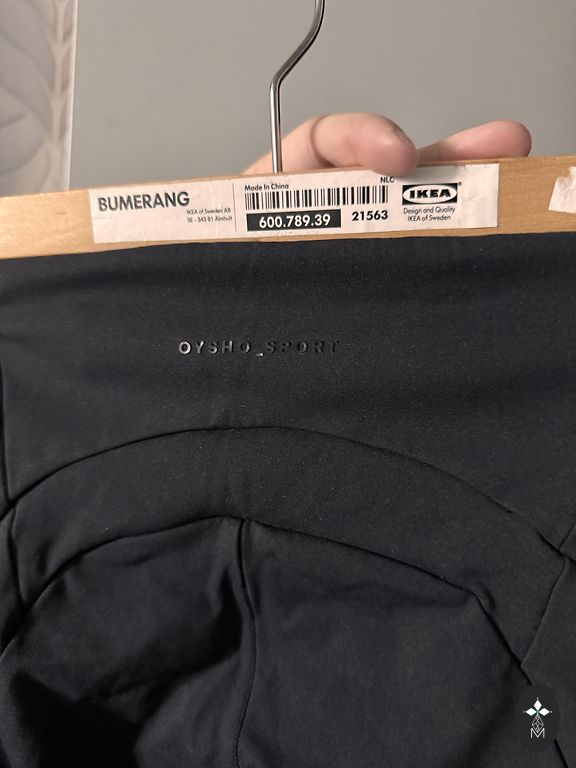 BUMERANG
IKEA of Sweden AB
SE - 343 81 Älmhult
Made In China
NLC
600.789.39
21563
IKEA
Design and Quality
IKEA of Sweden
OYSHO_SPORT
M